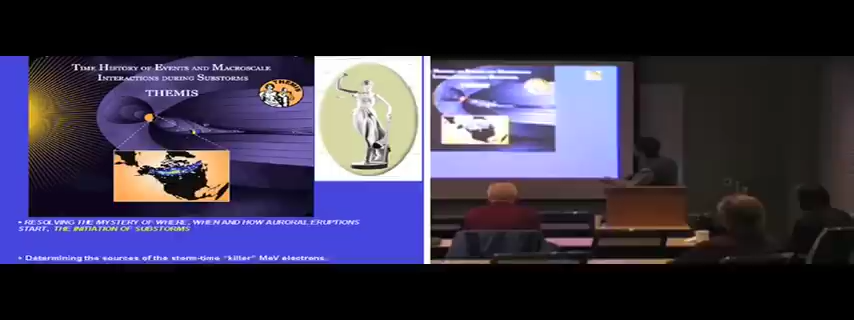 TIME HISTORY OF EVENTS AND MACROSCALE
INTERACTIONS DURING SUBSTORMS
THEMIS
THEMIS
• RESOLVING THE MYSTERY OF WHERE, WHEN AND HOW AURORAL ERUPTIONS
START, THE INITIATION OF SUBSTORMS
• Determining the sources of the storm-time "killer" MeV electrons.